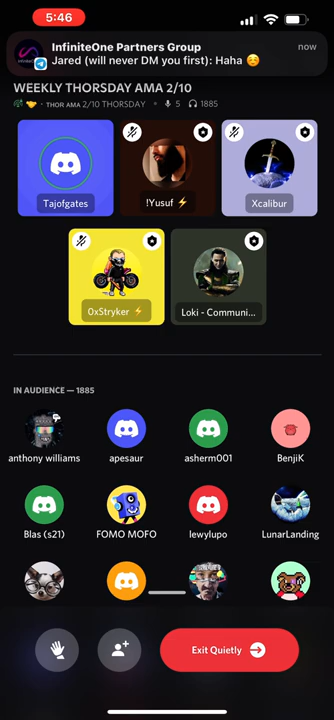 5:46
InfiniteOne Partners Group
now
Jared (will never DM you first): Haha ☺️
WEEKLY THORSDAY AMA 2/10
THOR AMA 2/10 THORSDAY • 5 1885
Tajofgates
!Yusuf ⚡
Xcalibur
0xStryker ⚡
Loki - Communi...
IN AUDIENCE — 1885
anthony williams
apesaur
asherm001
BenjiK
Blas (s21)
FOMO MOFO
lewylupo
LunarLanding
Exit Quietly